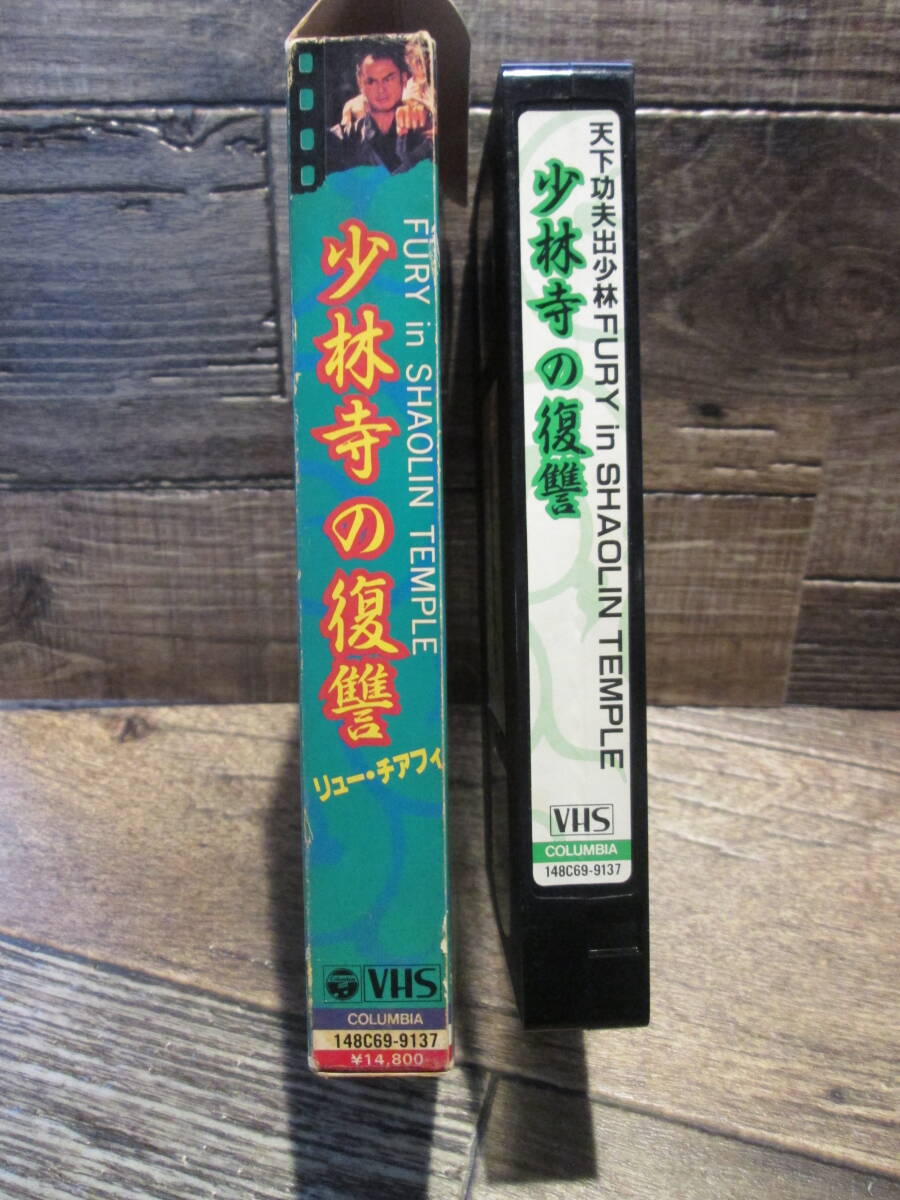 FURY in SHAOLIN TEMPLE
少林寺の復讐
リュー・チアフィ
Columbia
VHS
COLUMBIA
148C69-9137
¥14,800
天下功夫出少林 FURY in SHAOLIN TEMPLE
少林寺の復讐
VHS
COLUMBIA
148C69-9137